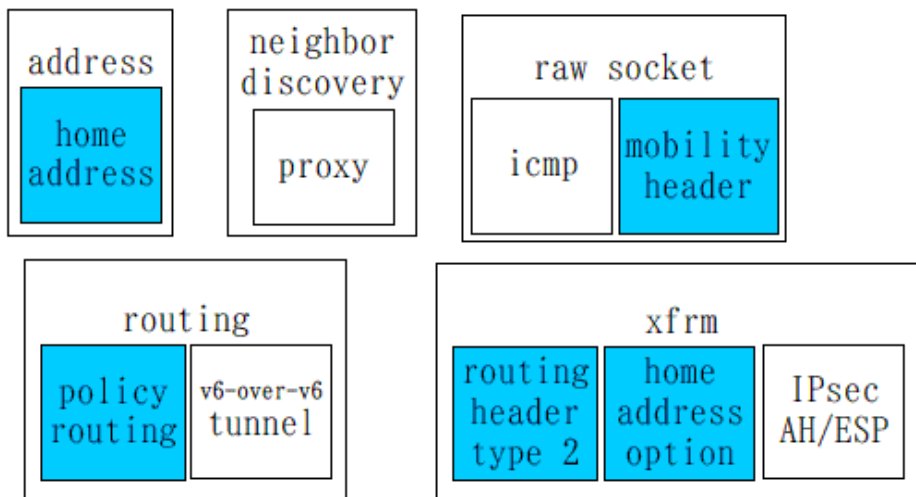 address
home
address
neighbor
discovery
proxy
raw socket
icmp
mobility
header
routing
policy
routing
v6-over-v6
tunnel
xfrm
routing
header
type 2
home
address
option
IPsec
AH/ESP